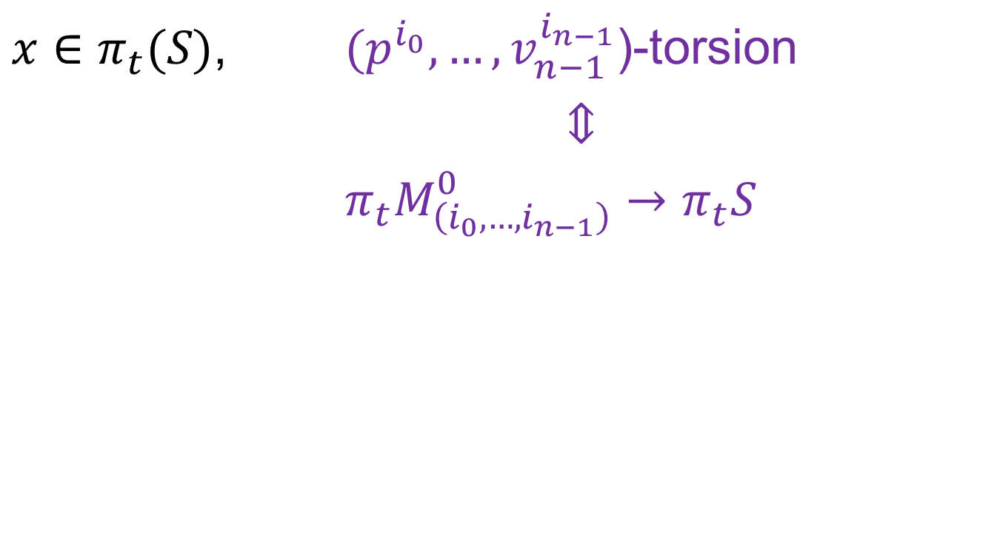 x ∈ π_t(S), (p^{i_0}, … , v_{n−1}^{i_{n−1}})-torsion
⇕
π_t M^0_{(i_0,…,i_{n−1})} → π_t S